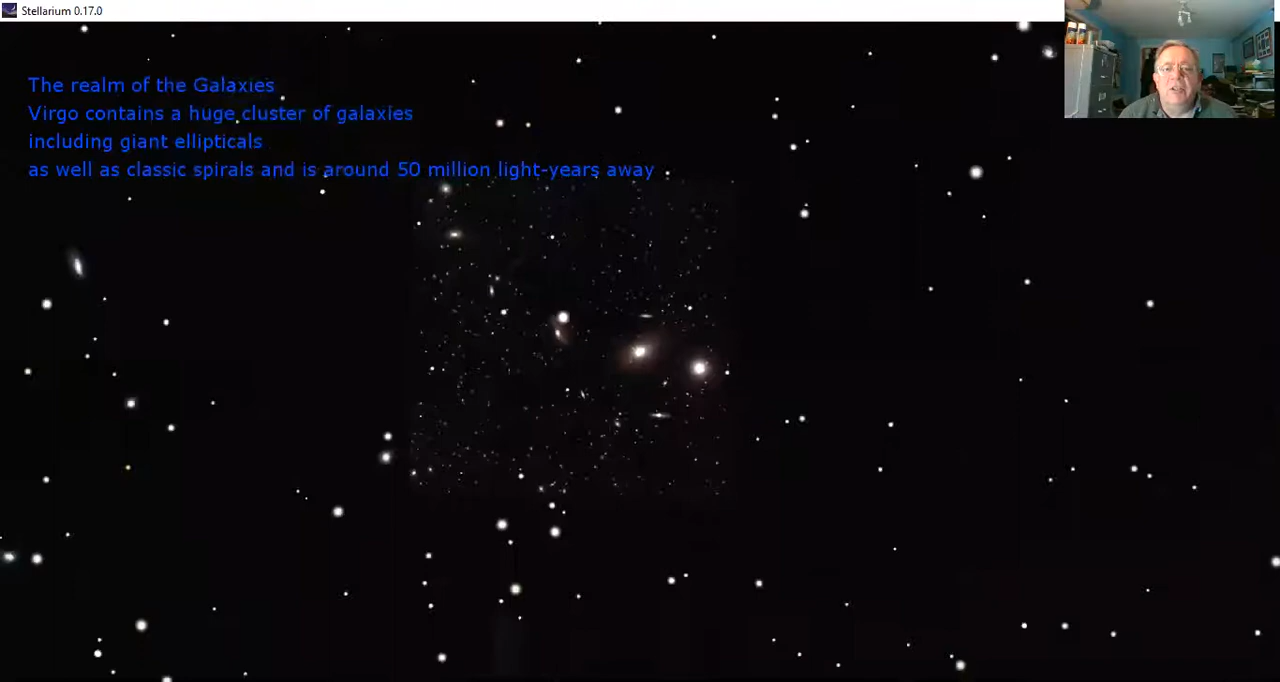 Stellarium 0.17.0
The realm of the Galaxies
Virgo contains a huge cluster of galaxies
including giant ellipticals
as well as classic spirals and is around 50 million light-years away